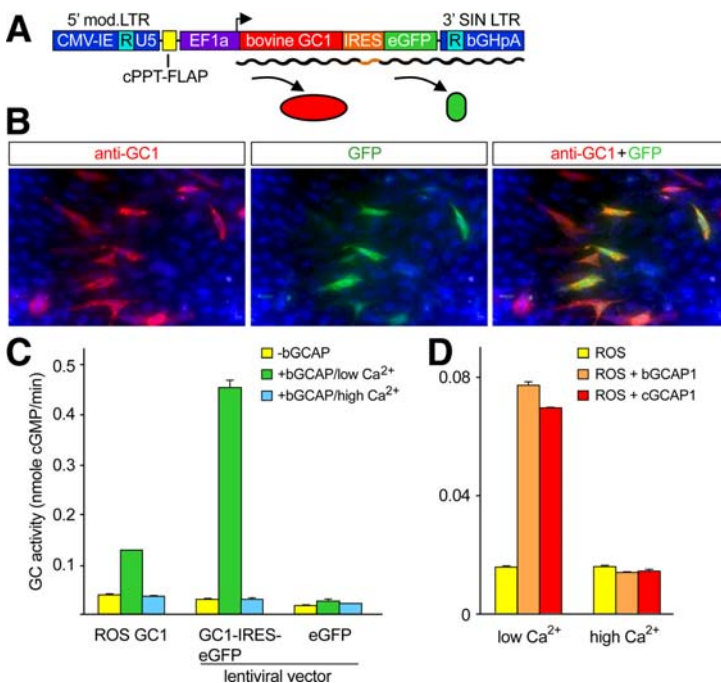 A
5' mod.LTR
3' SIN LTR
CMV-IE R U5 EF1a bovine GC1 IRES eGFP R bGHpA
cPPT-FLAP
B
anti-GC1 GFP anti-GC1+GFP
C
GC activity (nmole cGMP/min)
0.5
0.4
0.3
0.2
0.1
-bGCAP
+bGCAP/low Ca2+
+bGCAP/high Ca2+
ROS GC1
GC1-IRES-
eGFP
eGFP
lentiviral vector
D
0.08
0.04
0
ROS
ROS + bGCAP1
ROS + cGCAP1
low Ca2+
high Ca2+